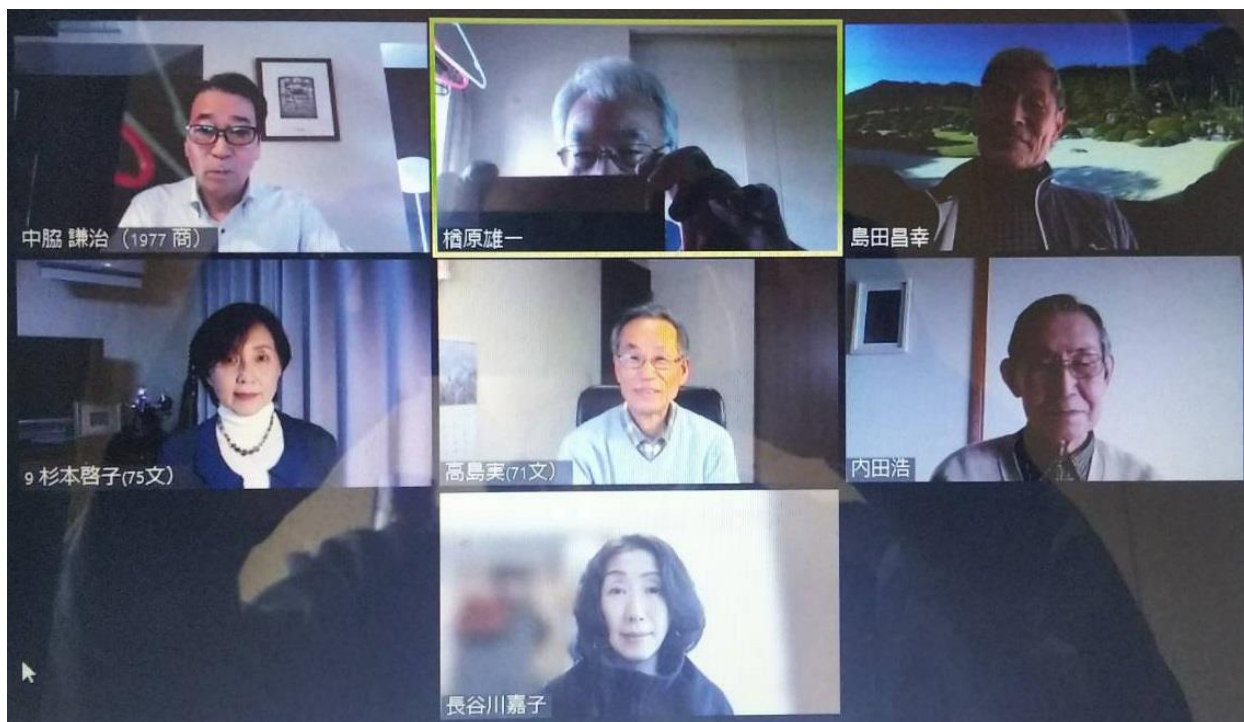 中脇 謙治（1977 商）
楢原雄一
島田昌幸
9 杉本啓子(75文)
高島実(71文)
内田浩
長谷川嘉子